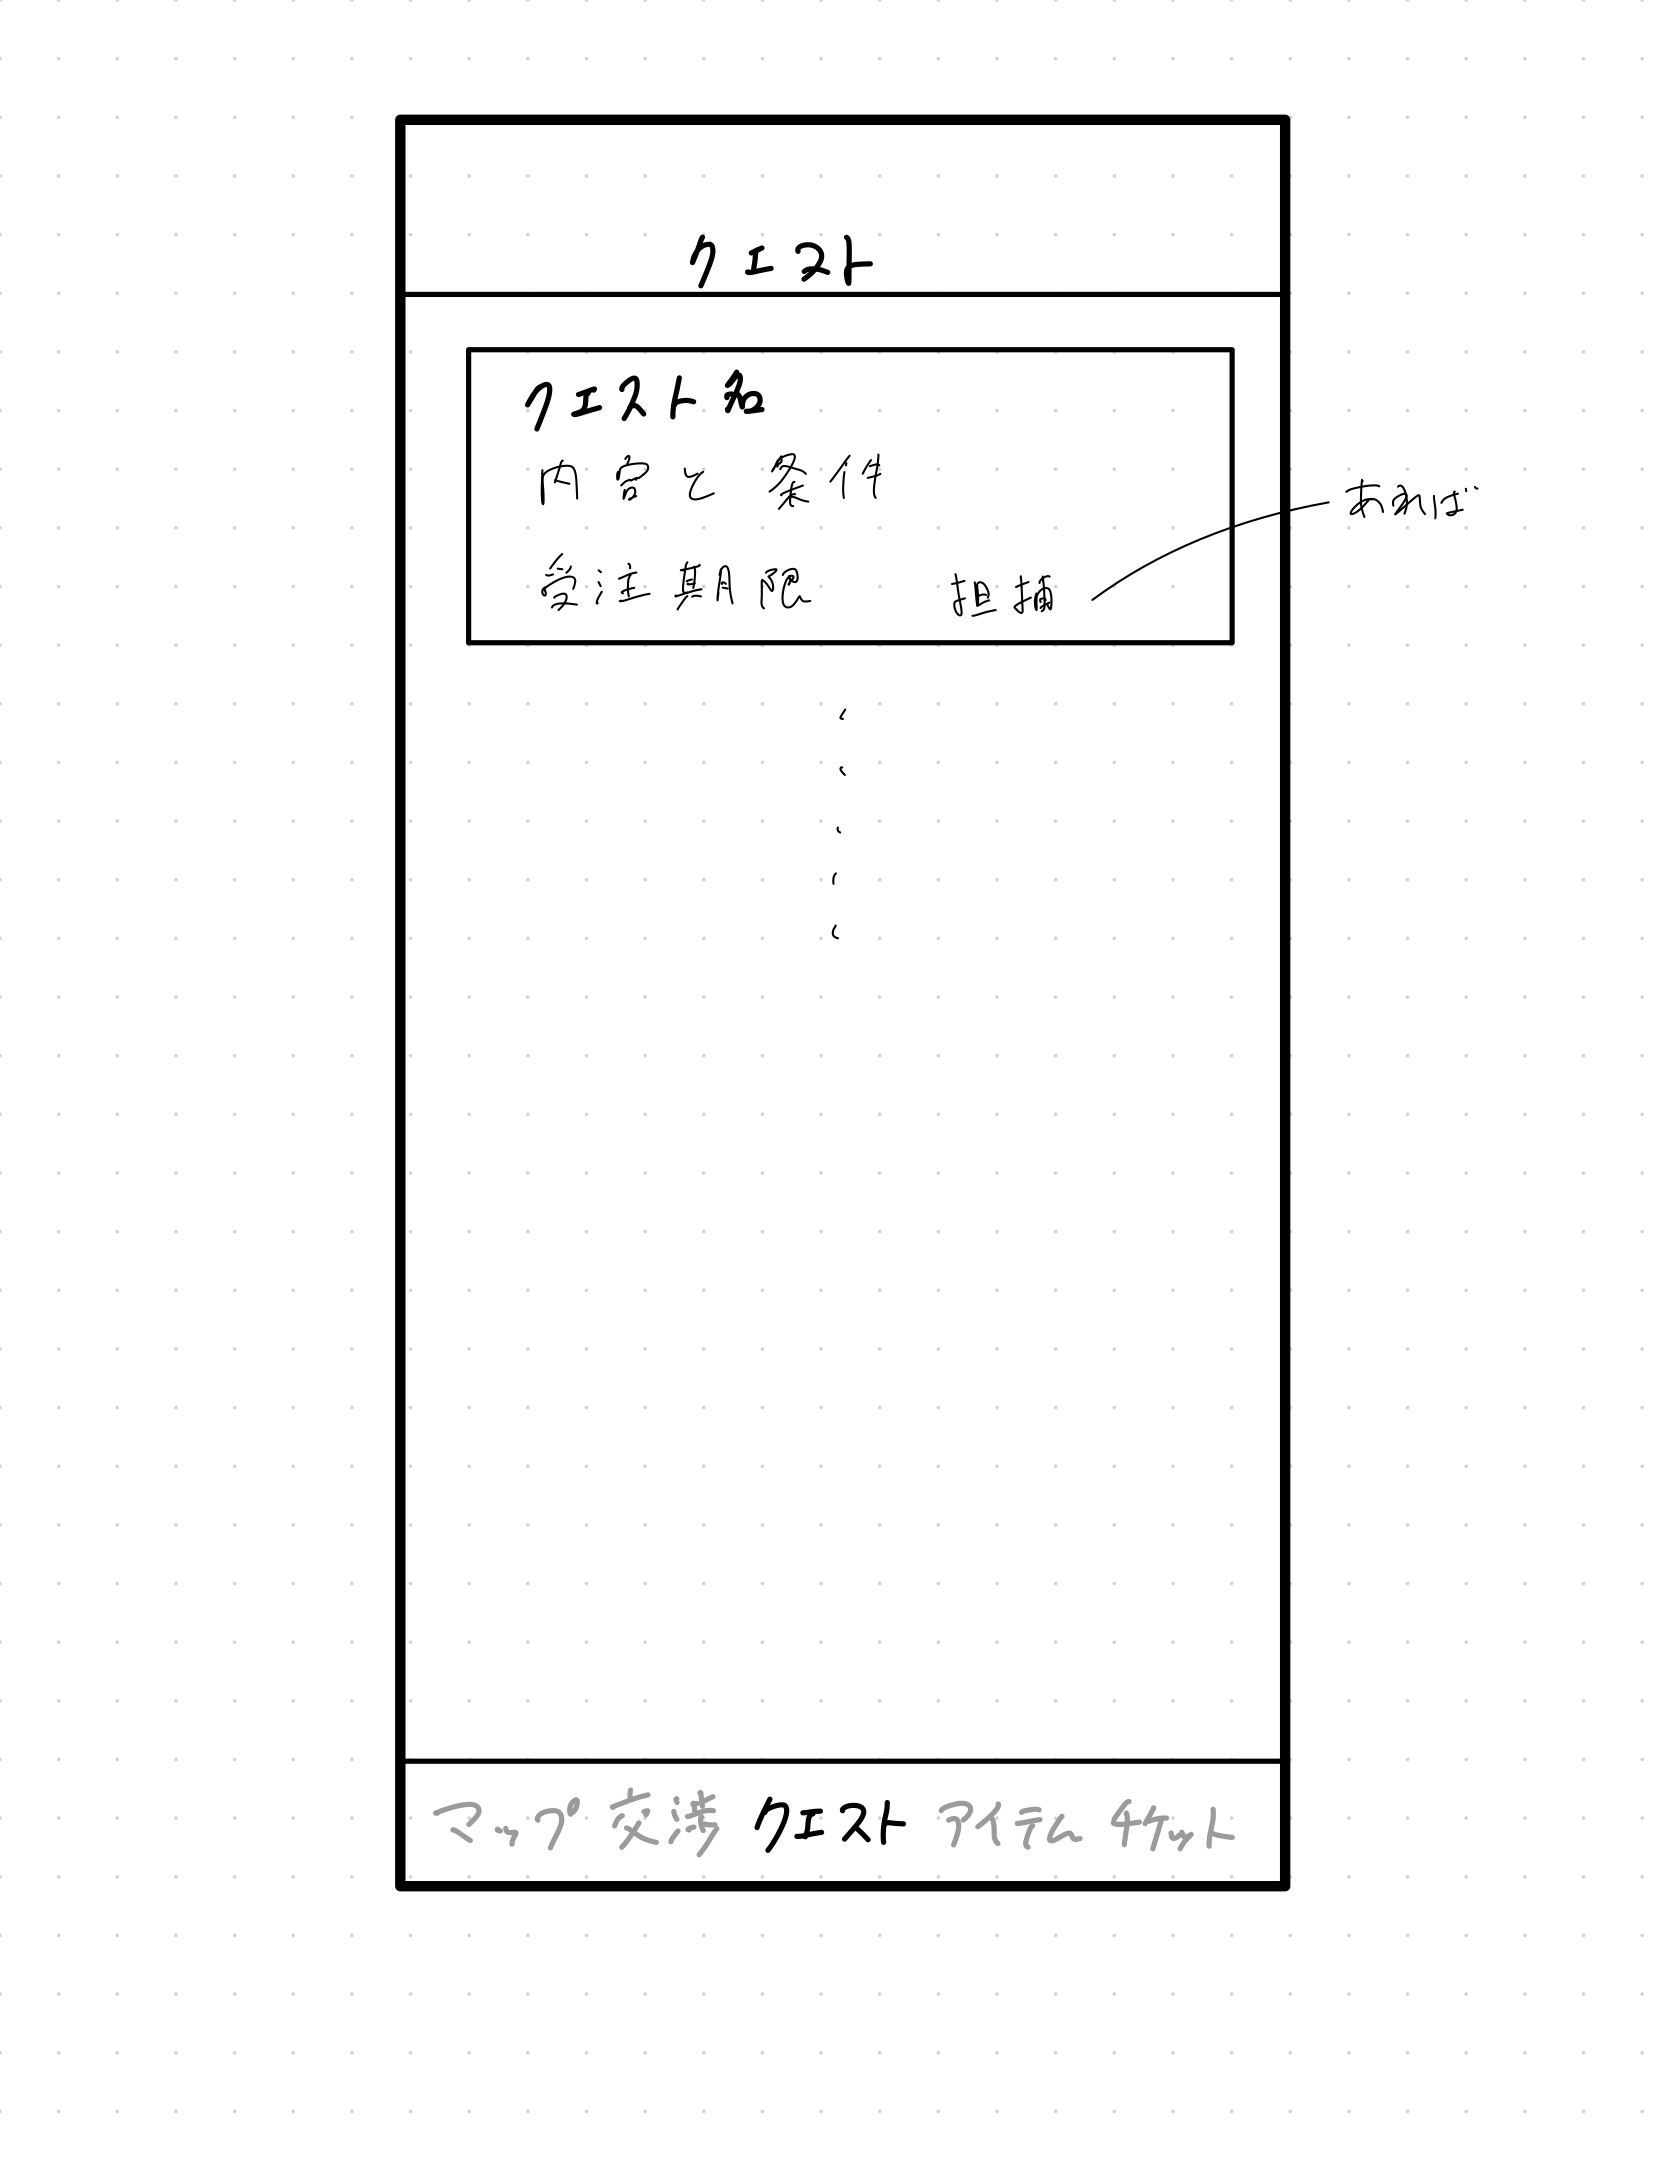 クエスト
クエスト名
内容と条件
あれば
受注期限 担捕
マップ 交渉 クエスト アイテム チケット